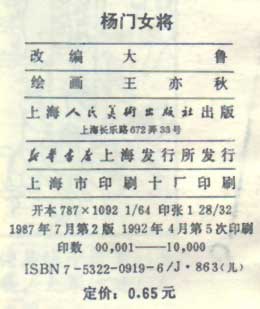 杨门女将
改编 大鲁
绘画 王亦秋
上海人民美术出版社出版
上海长乐路672弄33号
新华书店上海发行所发行
上海市印刷十厂印刷
开本 787×1092 1/64 印张 1 28/32
1987年7月第2版 1992年4月第5次印刷
印数 00,001——10,000
ISBN 7-5322-0919-6/J·863(儿)
定价：0.65元